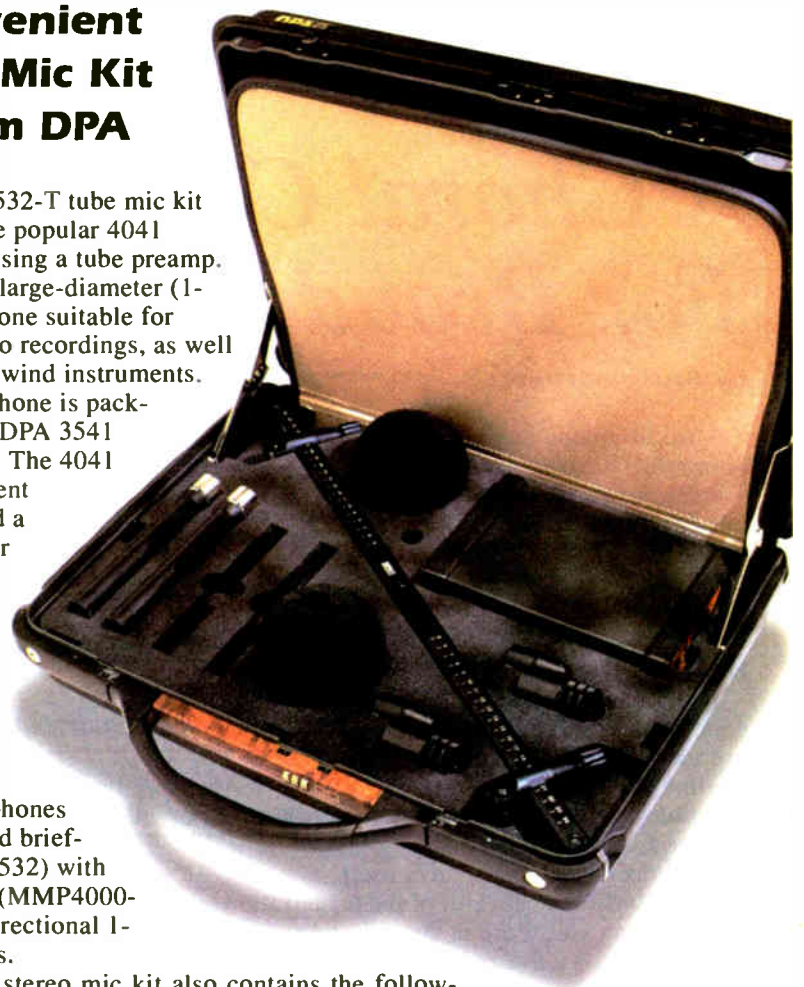 venient
Mic Kit
m DPA
DPA
532-T tube mic kit
e popular 4041
sing a tube preamp.
large-diameter (1-
one suitable for
o recordings, as well
wind instruments.
hone is pack-
DPA 3541
The 4041
ent
d a
r
hones
d brief-
532) with
(MMP4000-
rectional 1-
s.
stereo mic kit also contains the follow-